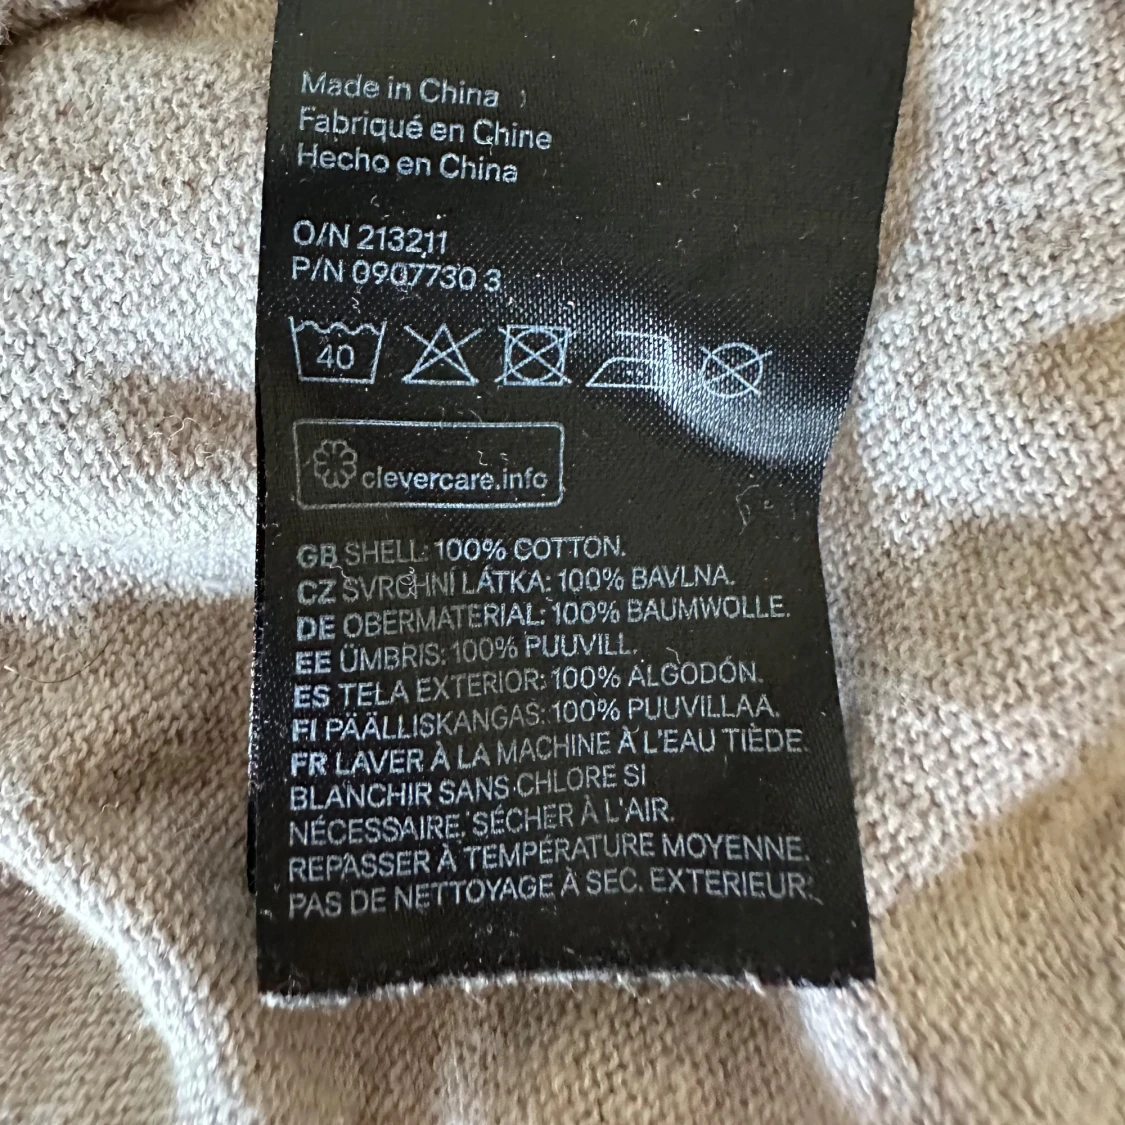 Made in China
Fabriqué en Chine
Hecho en China
O/N 213211
P/N 0907730 3
40
clevercare.info
GB SHELL: 100% COTTON.
CZ SVRCHNÍ LÁTKA: 100% BAVLNA.
DE OBERMATERIAL: 100% BAUMWOLLE.
EE ÜMBRIS: 100% PUUVILL.
ES TELA EXTERIOR: 100% ALGODÓN.
FI PÄÄLLISKANGAS: 100% PUUVILLAA.
FR LAVER À LA MACHINE À L'EAU TIÈDE.
BLANCHIR SANS CHLORE SI
NÉCESSAIRE. SÉCHER À L'AIR.
REPASSER À TEMPÉRATURE MOYENNE.
PAS DE NETTOYAGE À SEC. EXTERIEUR: